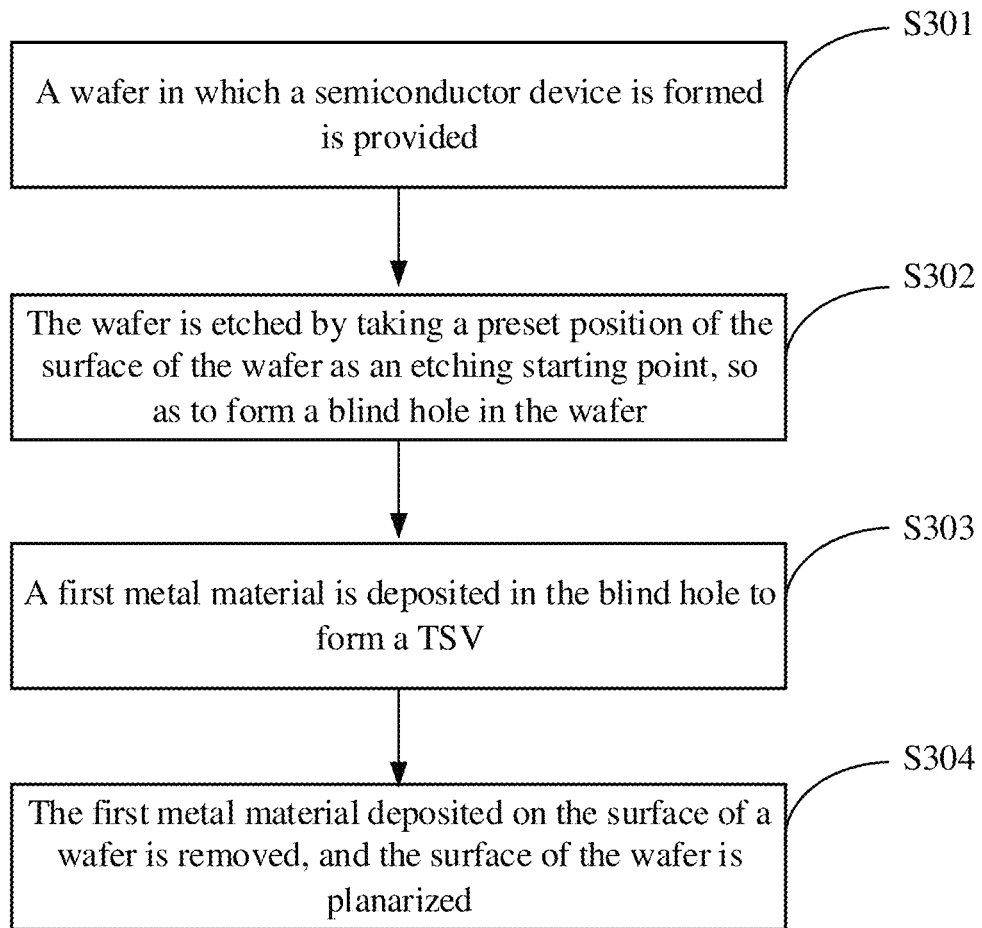 S301
A wafer in which a semiconductor device is formed
is provided
S302
The wafer is etched by taking a preset position of the
surface of the wafer as an etching starting point, so
as to form a blind hole in the wafer
S303
A first metal material is deposited in the blind hole to
form a TSV
S304
The first metal material deposited on the surface of a
wafer is removed, and the surface of the wafer is
planarized